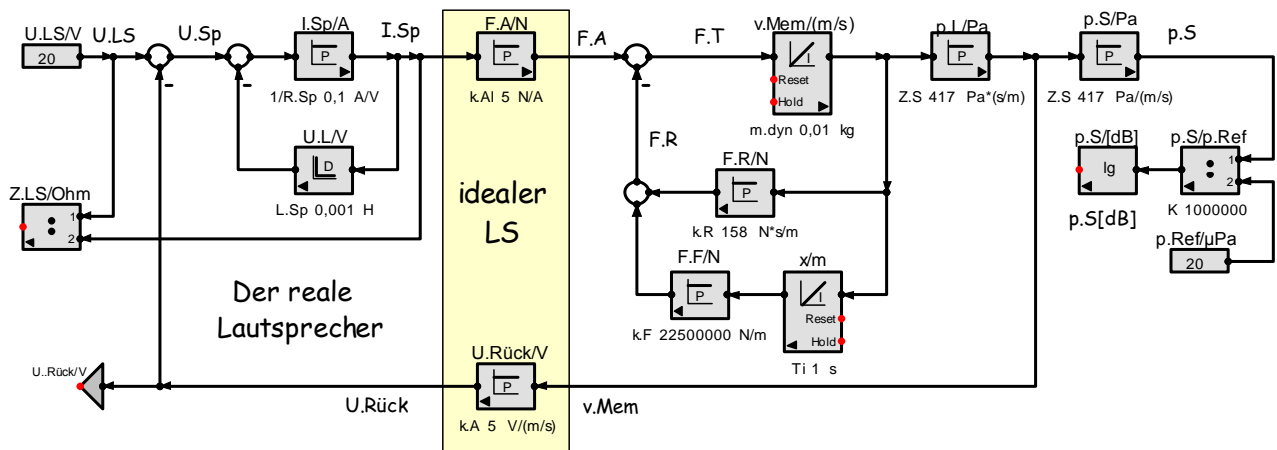 U.LS/V
20
U.LS
U.Sp
I.Sp/A
P
1/R.Sp 0,1 A/V
I.Sp
U.L/V
D
L.Sp 0,001 H
Z.LS/Ohm
1
2
Der reale
Lautsprecher
U..Rück/V
U.Rück
F.A/N
P
k.Al 5 N/A
idealer
LS
U.Rück/V
P
k.A 5 V/(m/s)
F.A
F.T
F.R
v.Mem/(m/s)
I
Reset
Hold
m.dyn 0,01 kg
F.R/N
P
k.R 158 N*s/m
F.F/N
P
k.F 22500000 N/m
x/m
I
Reset
Hold
Ti 1 s
v.Mem
p.L/Pa
P
Z.S 417 Pa*(s/m)
p.S/Pa
P
Z.S 417 Pa/(m/s)
p.S
p.S/[dB]
lg
p.S[dB]
p.S/p.Ref
1
2
K 1000000
p.Ref/µPa
20
-
-
-